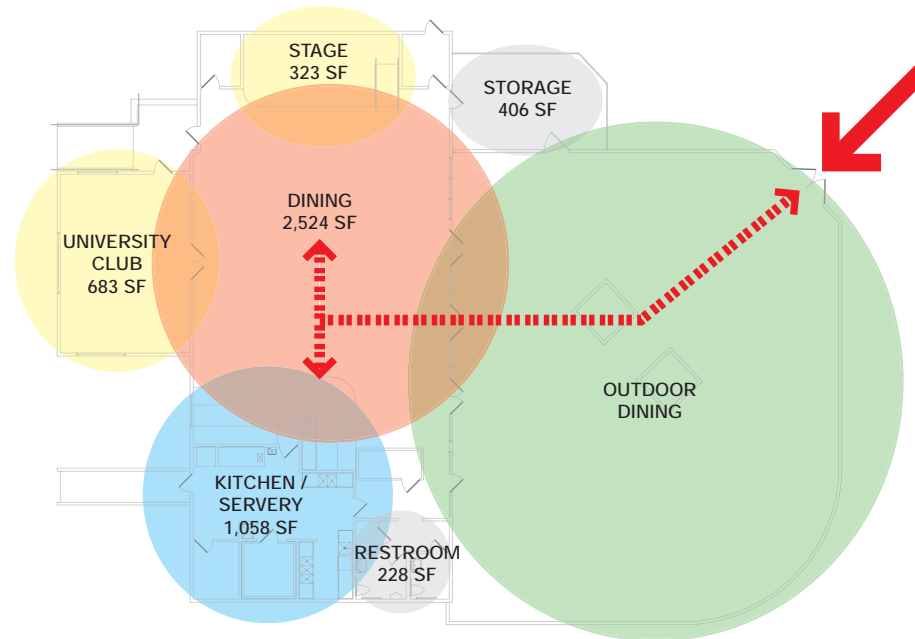 STAGE
323 SF
STORAGE
406 SF
DINING
2,524 SF
UNIVERSITY
CLUB
683 SF
OUTDOOR
DINING
KITCHEN /
SERVERY
1,058 SF
RESTROOM
228 SF